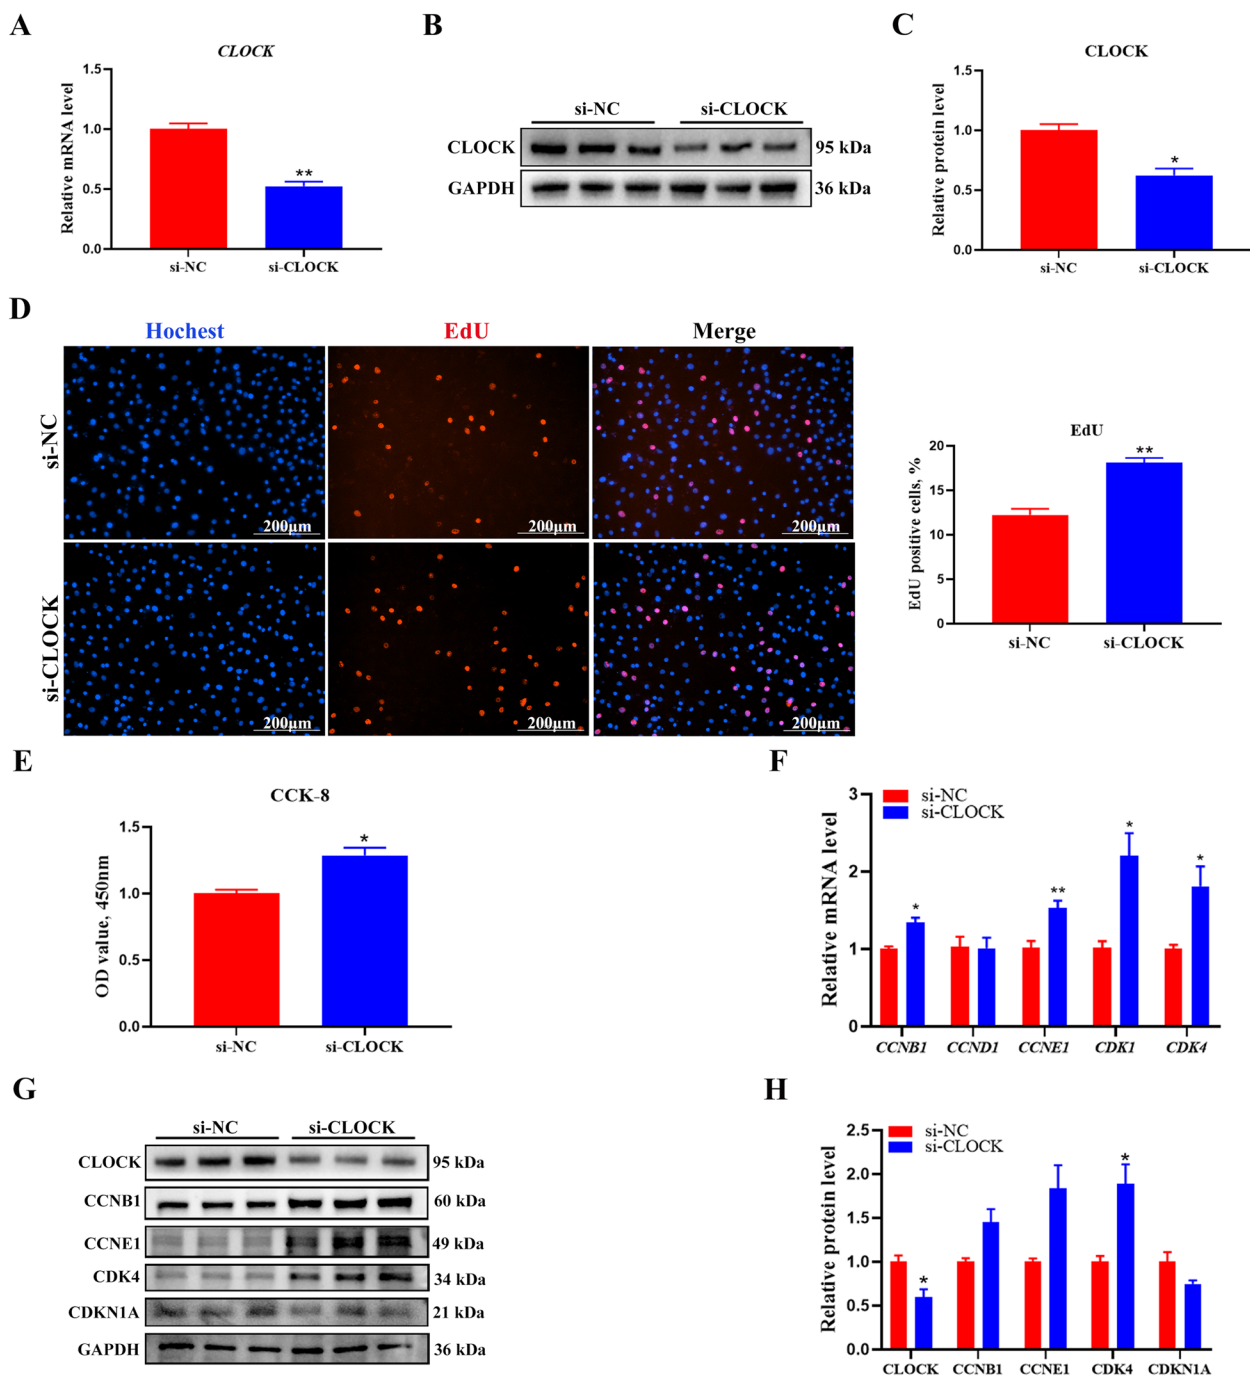 A
CLOCK
Relative mRNA level
1.5
1.0
0.5
0.0
**
si-NC
si-CLOCK
B
si-NC
si-CLOCK
CLOCK
95 kDa
GAPDH
36 kDa
C
CLOCK
Relative protein level
1.5
1.0
0.5
0.0
*
si-NC
si-CLOCK
D
Hochest
EdU
Merge
si-NC
200μm
200μm
200μm
si-CLOCK
200μm
200μm
200μm
EdU
EdU positive cells, %
20
15
10
5
0
**
si-NC
si-CLOCK
E
CCK-8
OD value, 450nm
1.5
1.0
0.5
0.0
*
si-NC
si-CLOCK
F
si-NC
si-CLOCK
Relative mRNA level
3
2
1
0
*
**
*
*
CCNB1
CCND1
CCNE1
CDK1
CDK4
G
si-NC
si-CLOCK
CLOCK
95 kDa
CCNB1
60 kDa
CCNE1
49 kDa
CDK4
34 kDa
CDKN1A
21 kDa
GAPDH
36 kDa
H
si-NC
si-CLOCK
Relative protein level
2.5
2.0
1.5
1.0
0.5
0.0
*
*
CLOCK
CCNB1
CCNE1
CDK4
CDKN1A